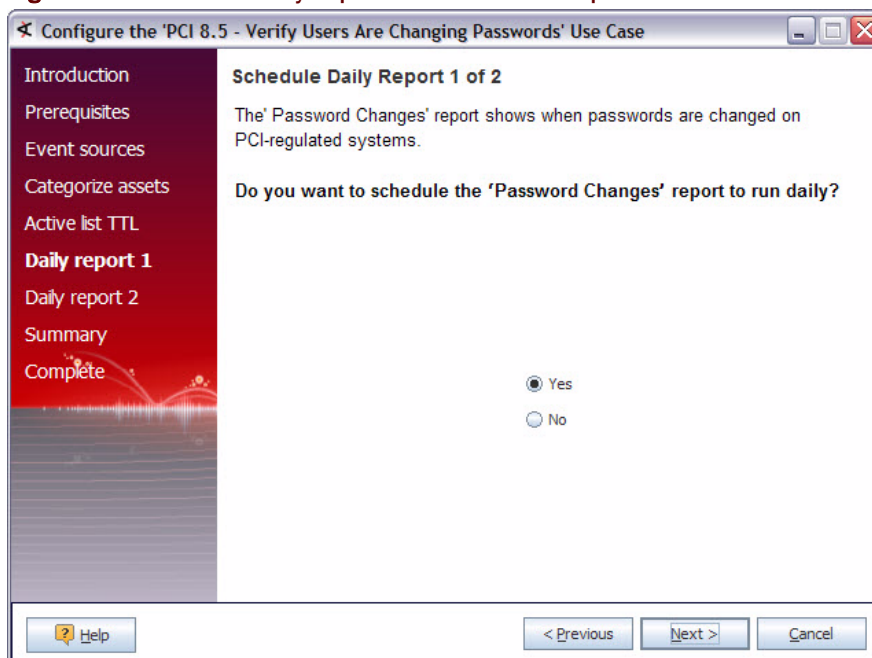 Configure the 'PCI 8.5 - Verify Users Are Changing Passwords' Use Case
Introduction
Prerequisites
Event sources
Categorize assets
Active list TTL
Daily report 1
Daily report 2
Summary
Complete
Schedule Daily Report 1 of 2
The' Password Changes' report shows when passwords are changed on
PCI-regulated systems.
Do you want to schedule the ‘Password Changes’ report to run daily?
Yes
No
Help
< Previous
Next >
Cancel